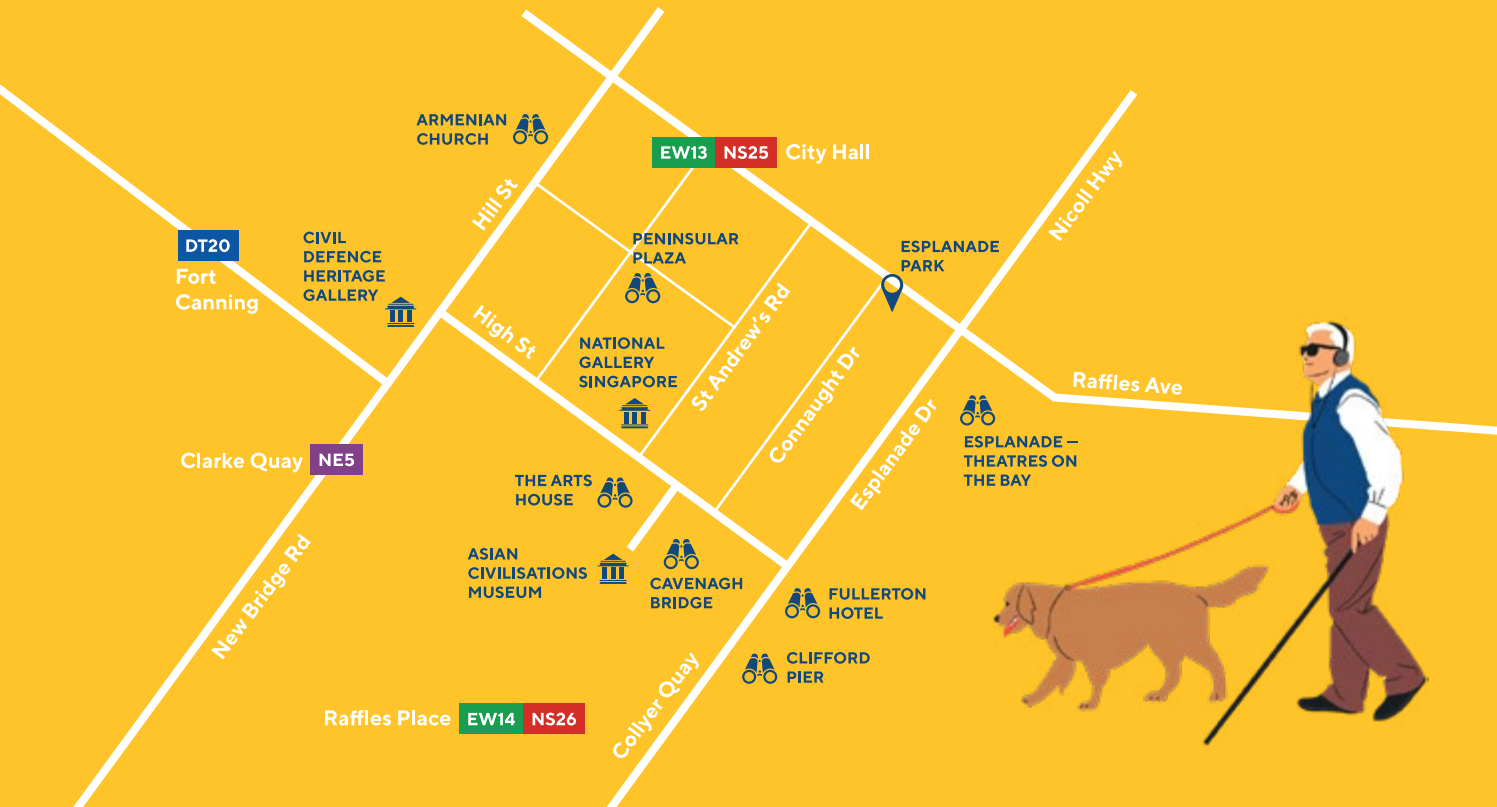 ARMENIAN
CHURCH
EW13 NS25 City Hall
Hill St
Nicoll Hwy
DT20
Fort
Canning
CIVIL
DEFENCE
HERITAGE
GALLERY
PENINSULAR
PLAZA
ESPLANADE
PARK
High St
NATIONAL
GALLERY
SINGAPORE
St Andrew's Rd
Connaught Dr
Esplanade Dr
Raffles Ave
ESPLANADE –
THEATRES ON
THE BAY
Clarke Quay NE5
THE ARTS
HOUSE
ASIAN
CIVILISATIONS
MUSEUM
CAVENAGH
BRIDGE
FULLERTON
HOTEL
New Bridge Rd
CLIFFORD
PIER
Collyer Quay
Raffles Place EW14 NS26